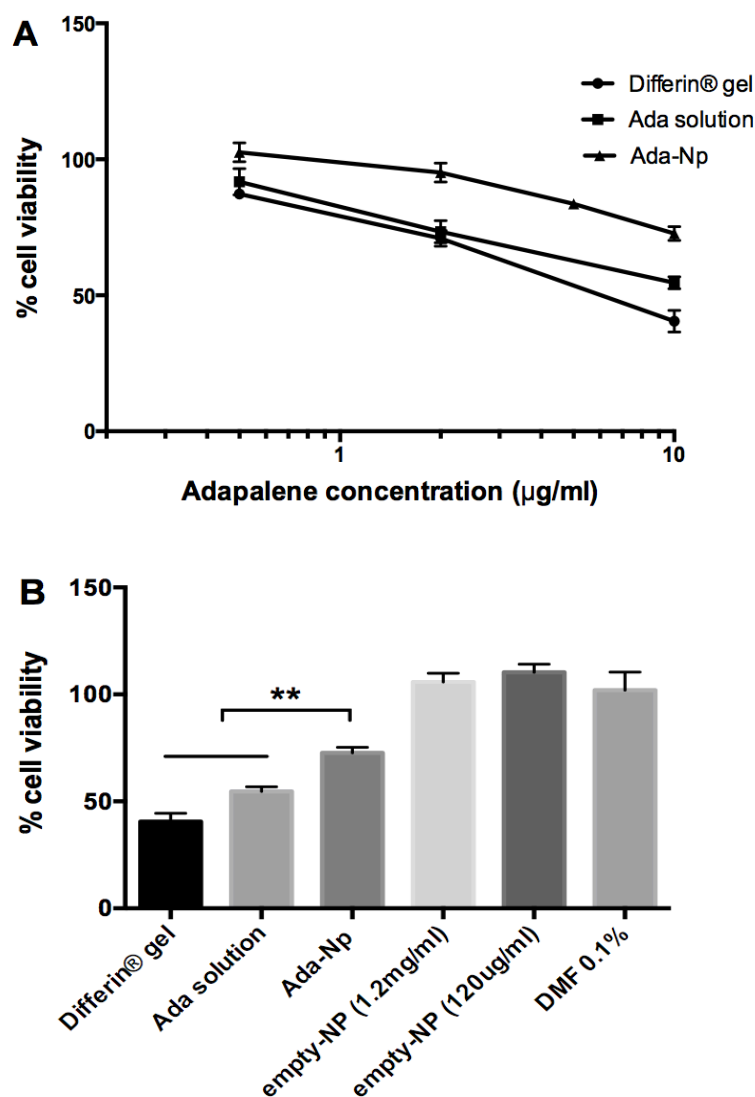 A
150
100
50
0
% cell viability
Differin® gel
Ada solution
Ada-Np
1
10
Adapalene concentration (µg/ml)
B
150
100
50
0
% cell viability
**
Differin® gel
Ada solution
Ada-Np
empty-NP (1.2mg/ml)
empty-NP (120ug/ml)
DMF 0.1%